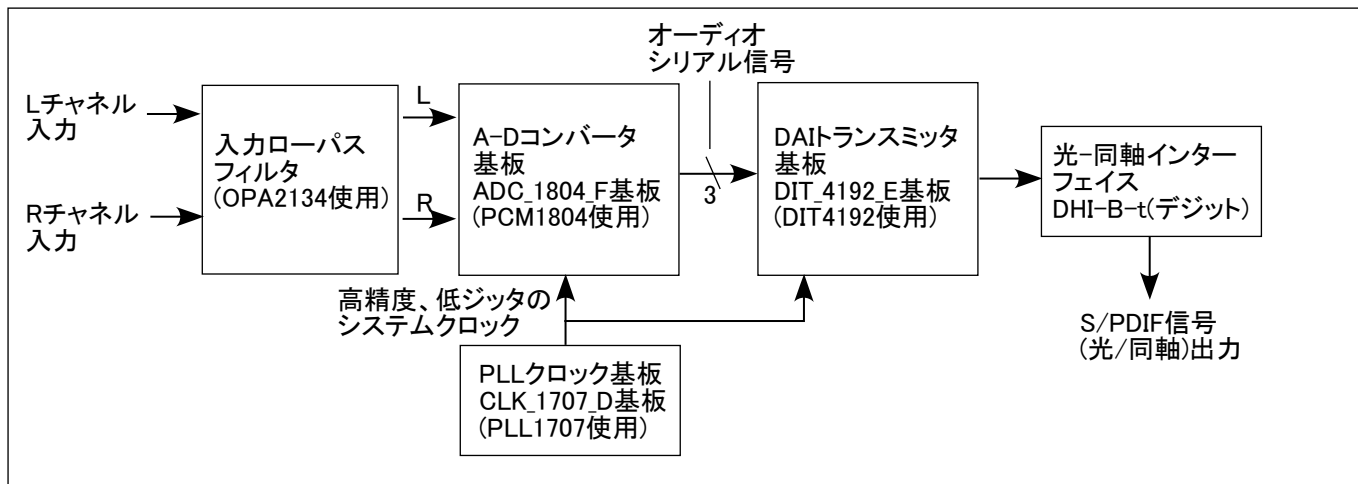 オーディオ
シリアル信号
Lチャネル
入力
Rチャネル
入力
入力ローパス
フィルタ
(OPA2134使用)
L
R
A-Dコンバータ
基板
ADC_1804_F基板
(PCM1804使用)
3
DAIトランスミッタ
基板
DIT_4192_E基板
(DIT4192使用)
光-同軸インター
フェイス
DHI-B-t(デジット)
高精度、低ジッタの
システムクロック
S/PDIF信号
(光/同軸)出力
PLLクロック基板
CLK_1707_D基板
(PLL1707使用)